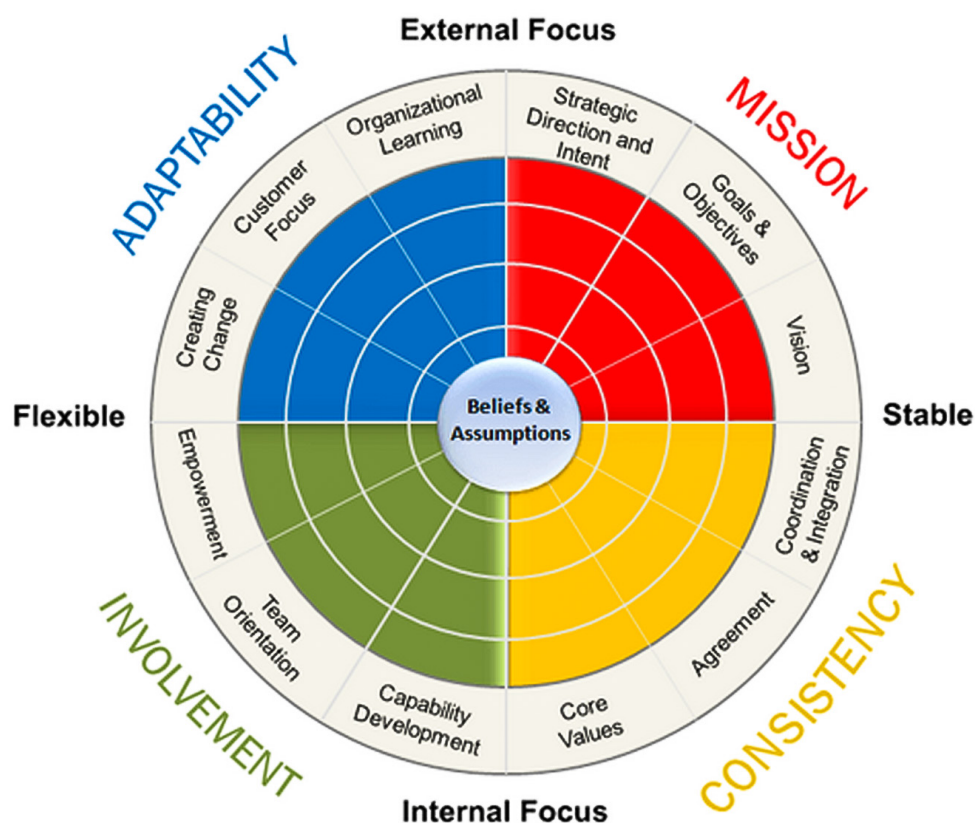 External Focus
ADAPTABILITY
MISSION
Organizational
Learning
Strategic
Direction and
Intent
Customer
Focus
Goals &
Objectives
Creating
Change
Vision
Flexible
Beliefs &
Assumptions
Stable
Empowerment
Coordination
& Integration
Team
Orientation
Agreement
Capability
Development
Core
Values
INVOLVEMENT
CONSISTENCY
Internal Focus